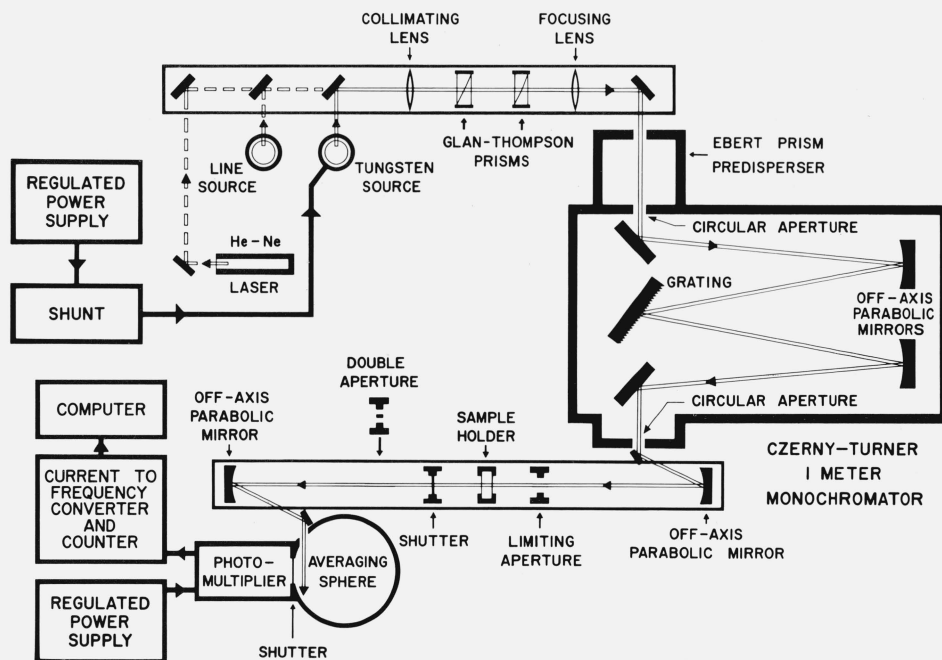 COLLIMATING
LENS
FOCUSING
LENS
GLAN-THOMPSON
PRISMS
LINE
SOURCE
TUNGSTEN
SOURCE
EBERT PRISM
PREDISPERSER
REGULATED
POWER
SUPPLY
He-Ne
LASER
SHUNT
CIRCULAR APERTURE
GRATING
OFF-AXIS
PARABOLIC
MIRRORS
CIRCULAR APERTURE
CZERNY-TURNER
I METER
MONOCHROMATOR
DOUBLE
APERTURE
OFF-AXIS
PARABOLIC
MIRROR
SAMPLE
HOLDER
SHUTTER
LIMITING
APERTURE
OFF-AXIS
PARABOLIC MIRROR
COMPUTER
CURRENT TO
FREQUENCY
CONVERTER
AND
COUNTER
PHOTO-
MULTIPLIER
AVERAGING
SPHERE
REGULATED
POWER
SUPPLY
SHUTTER